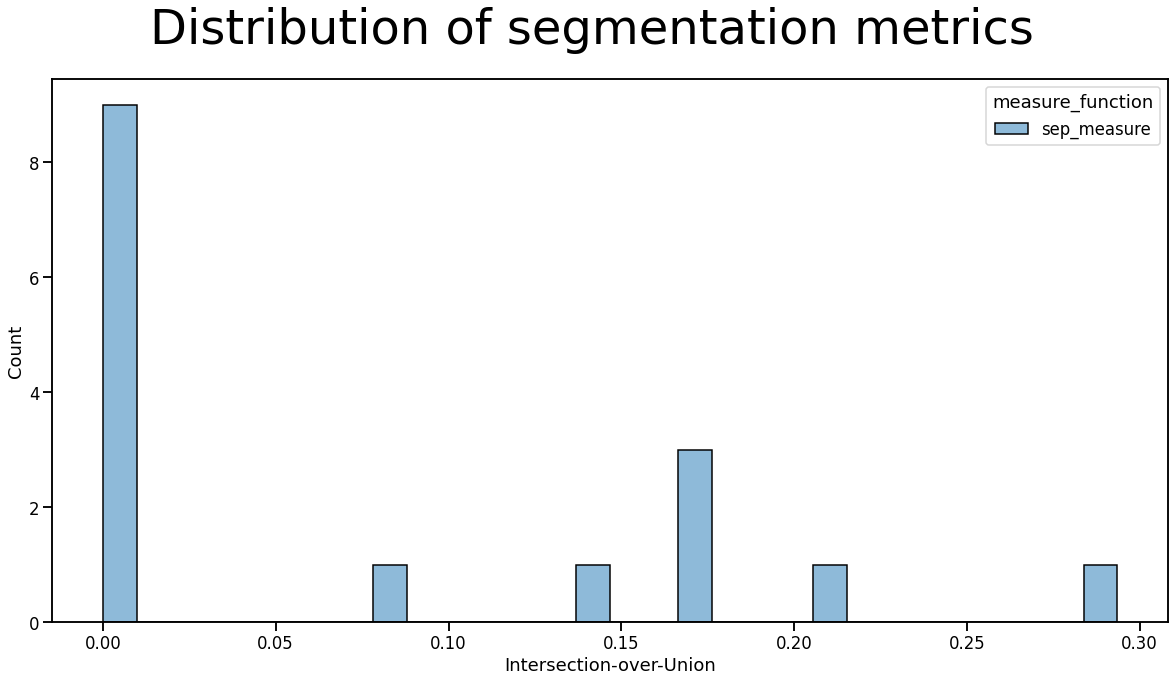 Distribution of segmentation metrics
measure_function
sep_measure
Count
8
6
4
2
0
0.00 0.05 0.10 0.15 0.20 0.25 0.30
Intersection-over-Union